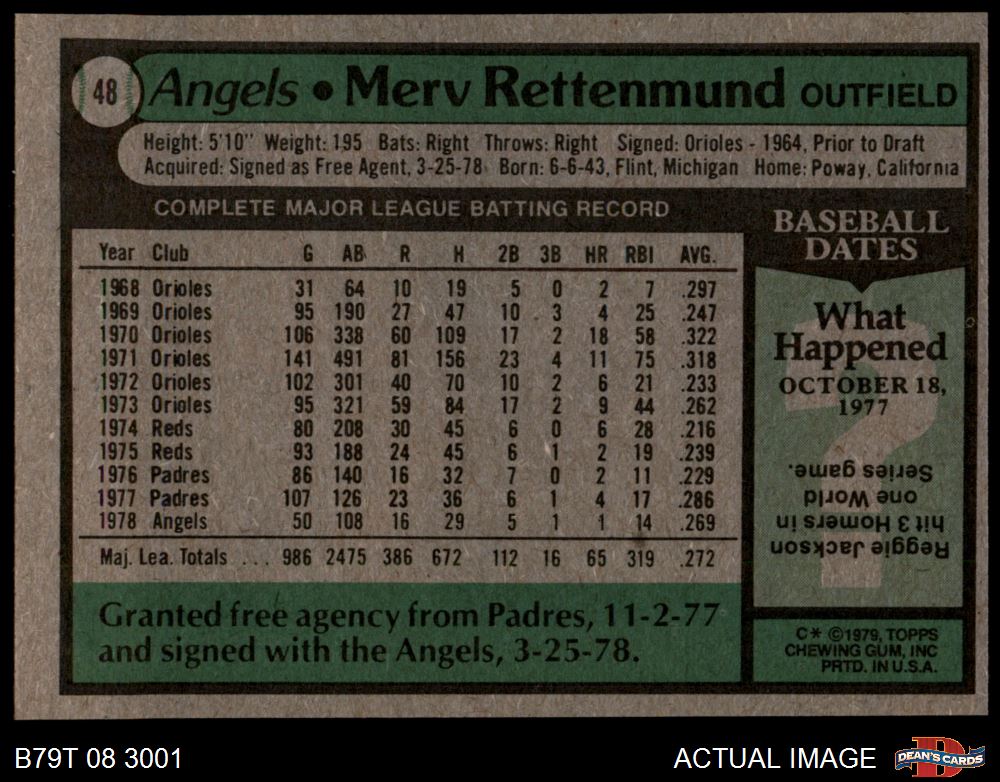 48 Angels • Merv Rettenmund OUTFIELD
Height: 5'10" Weight: 195 Bats: Right Throws: Right Signed: Orioles - 1964, Prior to Draft
Acquired: Signed as Free Agent, 3-25-78 Born: 6-6-43, Flint, Michigan Home: Poway, California
COMPLETE MAJOR LEAGUE BATTING RECORD
Year Club G AB R H 2B 3B HR RBI AVG.
1968 Orioles 31 64 10 19 5 0 2 7 .297
1969 Orioles 95 190 27 47 10 3 4 25 .247
1970 Orioles 106 338 60 109 17 2 18 58 .322
1971 Orioles 141 491 81 156 23 4 11 75 .318
1972 Orioles 102 301 40 70 10 2 6 21 .233
1973 Orioles 95 321 59 84 17 2 9 44 .262
1974 Reds 80 208 30 45 6 0 6 28 .216
1975 Reds 93 188 24 45 6 1 2 19 .239
1976 Padres 86 140 16 32 7 0 2 11 .229
1977 Padres 107 126 23 36 6 1 4 17 .286
1978 Angels 50 108 16 29 5 1 1 14 .269
Maj. Lea. Totals ... 986 2475 386 672 112 16 65 319 .272
Granted free agency from Padres, 11-2-77
and signed with the Angels, 3-25-78.
BASEBALL
DATES
What
Happened
OCTOBER 18,
1977
Reggie Jackson
hit 3 Homers in
one World
Series game.
C* ©1979, TOPPS
CHEWING GUM, INC
PRTD. IN U.S.A.
B79T 08 3001
ACTUAL IMAGE
D
DEAN'S CARDS